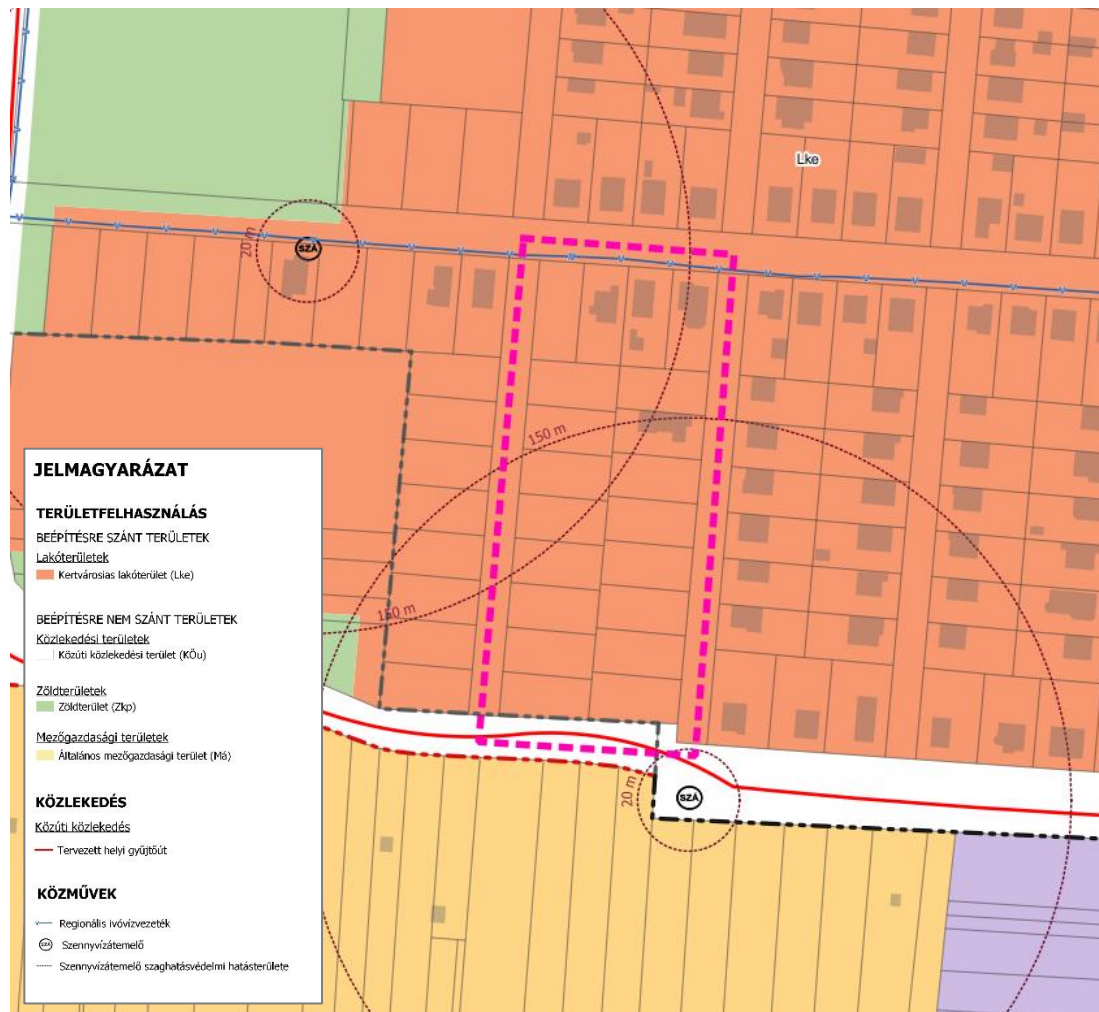 Lke
SZÁ
20 m
v v v v v v v v v v v v v v v v v v v v v v v
150 m
150 m
20 m
SZÁ
JELMAGYARÁZAT
TERÜLETFELHASZNÁLÁS
BEÉPÍTÉSRE SZÁNT TERÜLETEK
Lakóterületek
Kertvárosias lakóterület (Lke)
BEÉPÍTÉSRE NEM SZÁNT TERÜLETEK
Közlekedési területek
Közúti közlekedési terület (KÖu)
Zöldterületek
Zöldterület (Zkp)
Mezőgazdasági területek
Általános mezőgazdasági terület (Má)
KÖZLEKEDÉS
Közúti közlekedés
Tervezett helyi gyűjtőút
KÖZMŰVEK
Regionális ivóvízvezeték
SZÁ
Szennyvízátemelő
Szennyvízátemelő szaghatásvédelmi hatásterülete